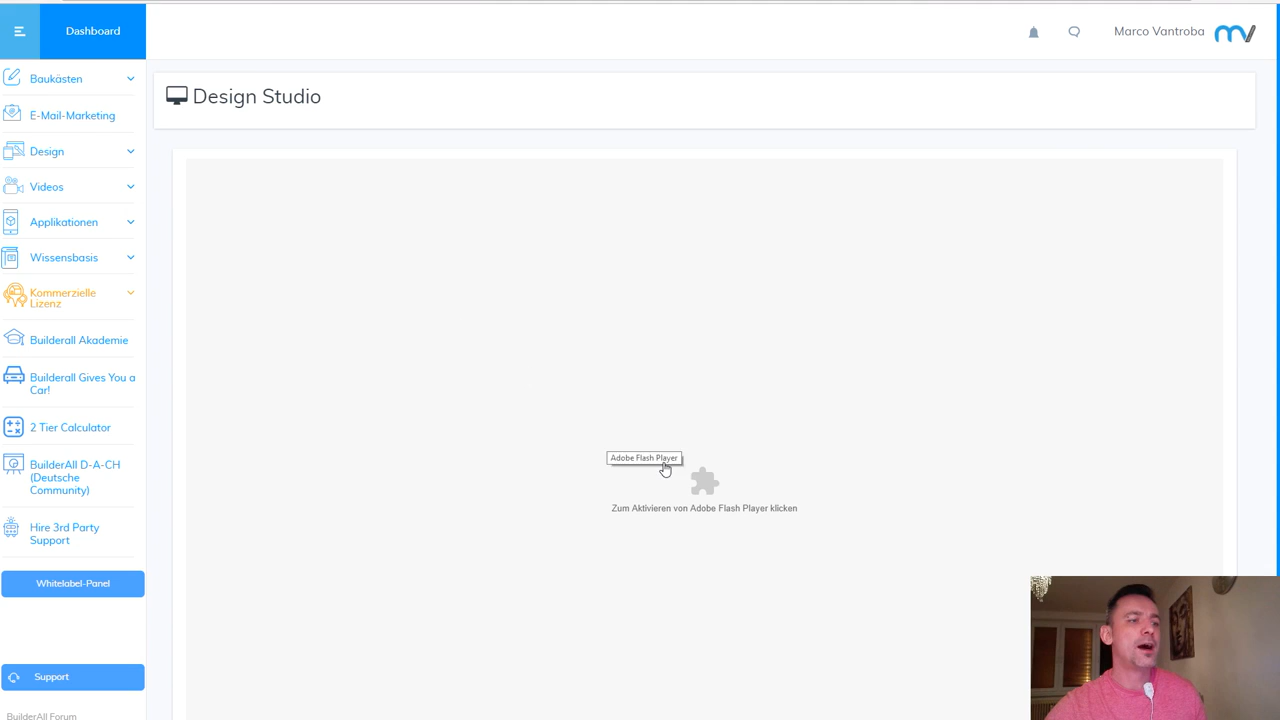 Dashboard
Marco Vantroba
mv
Baukästen
Design Studio
E-Mail-Marketing
Design
Videos
Applikationen
Wissensbasis
Kommerzielle
Lizenz
Builderall Akademie
Builderall Gives You a
Car!
2 Tier Calculator
BuilderAll D-A-CH
(Deutsche
Community)
Hire 3rd Party
Support
Whitelabel-Panel
Support
BuilderAll Forum
Adobe Flash Player
Zum Aktivieren von Adobe Flash Player klicken